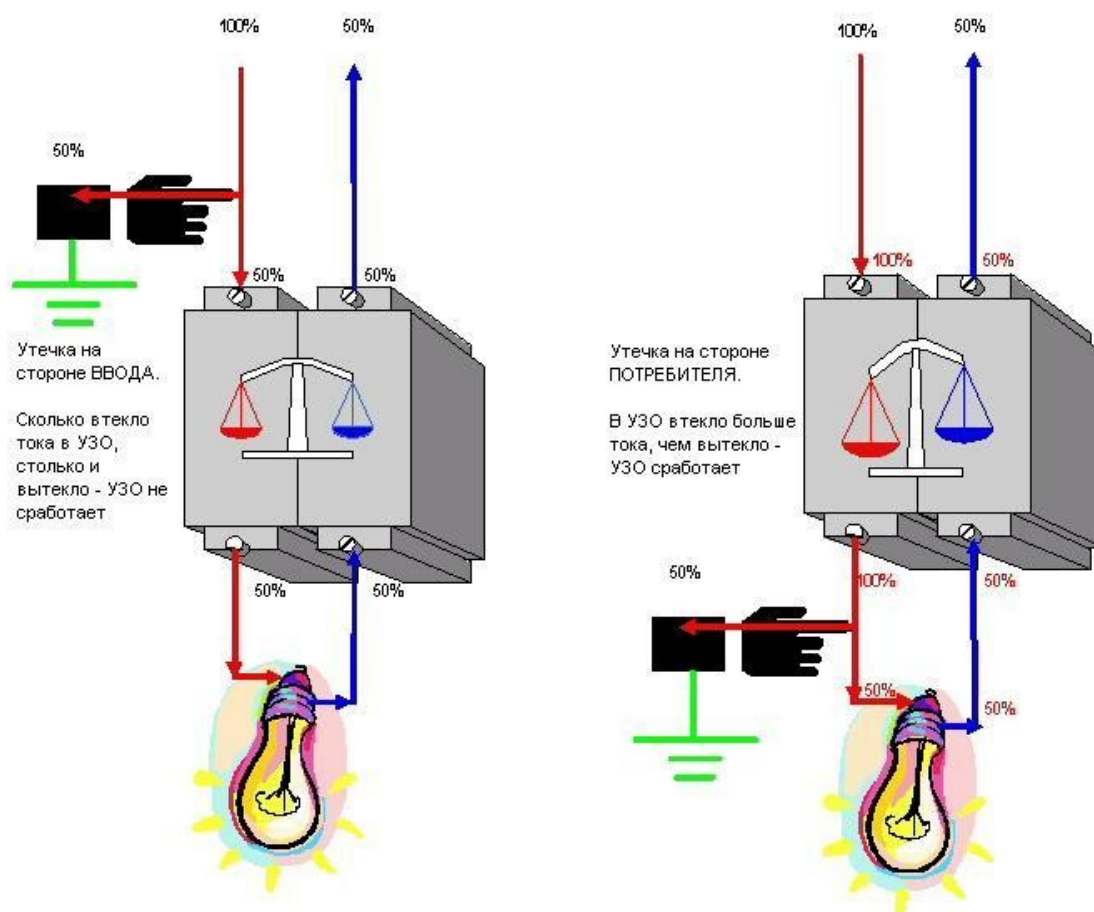 100%
50%
50%
50%
50%
Утечка на
стороне ВВОДА.
Сколько втекло
тока в УЗО,
столько и
вытекло - УЗО не
сработает
50%
50%
100%
50%
100%
50%
Утечка на стороне
ПОТРЕБИТЕЛЯ.
В УЗО втекло больше
тока, чем вытекло -
УЗО сработает
100%
50%
50%
50%
50%